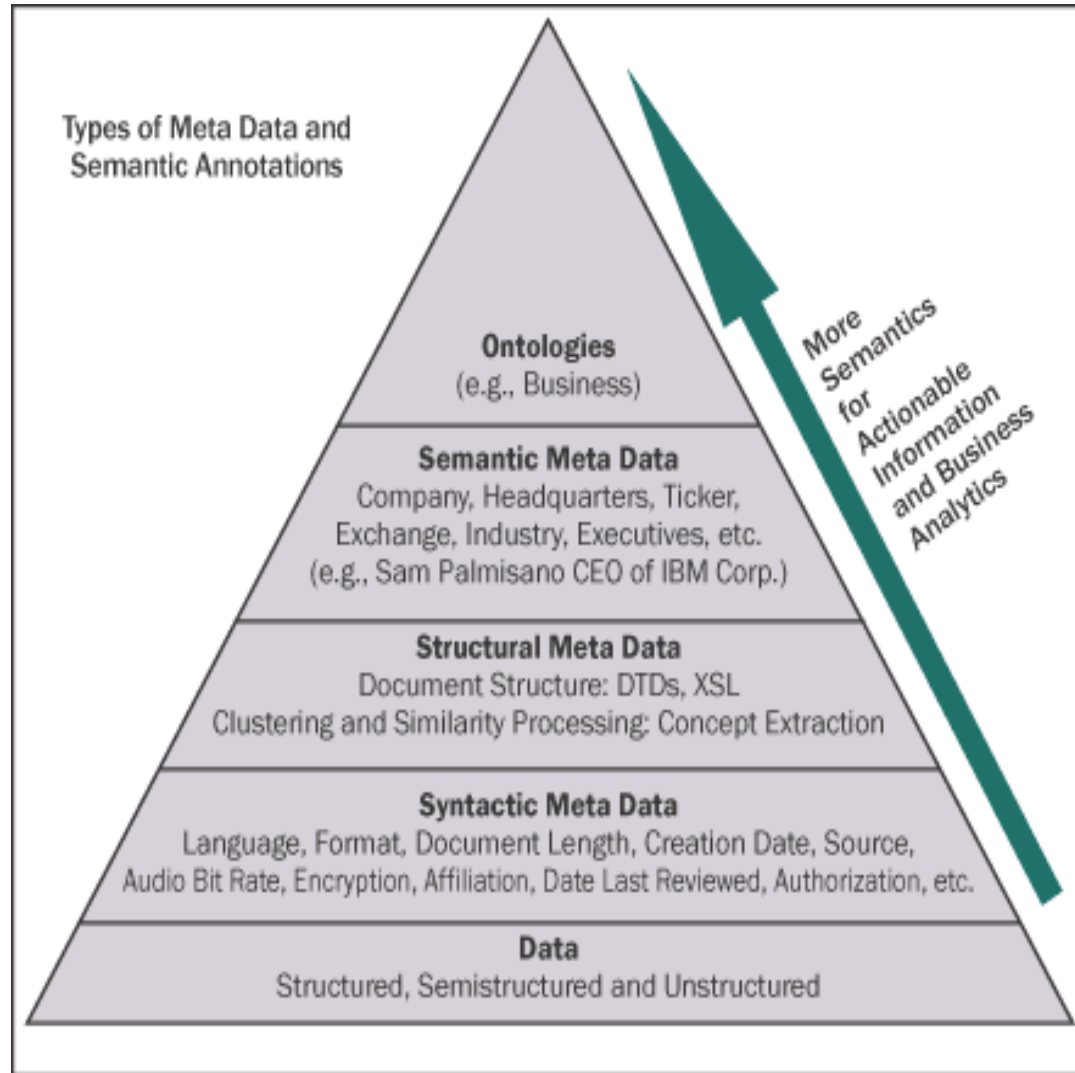 Types of Meta Data and
Semantic Annotations
Ontologies
(e.g., Business)
Semantic Meta Data
Company, Headquarters, Ticker,
Exchange, Industry, Executives, etc.
(e.g., Sam Palmisano CEO of IBM Corp.)
Structural Meta Data
Document Structure: DTDs, XSL
Clustering and Similarity Processing: Concept Extraction
Syntactic Meta Data
Language, Format, Document Length, Creation Date, Source,
Audio Bit Rate, Encryption, Affiliation, Date Last Reviewed, Authorization, etc.
Data
Structured, Semistructured and Unstructured
More
Semantics
for
Actionable
Information
and Business
Analytics